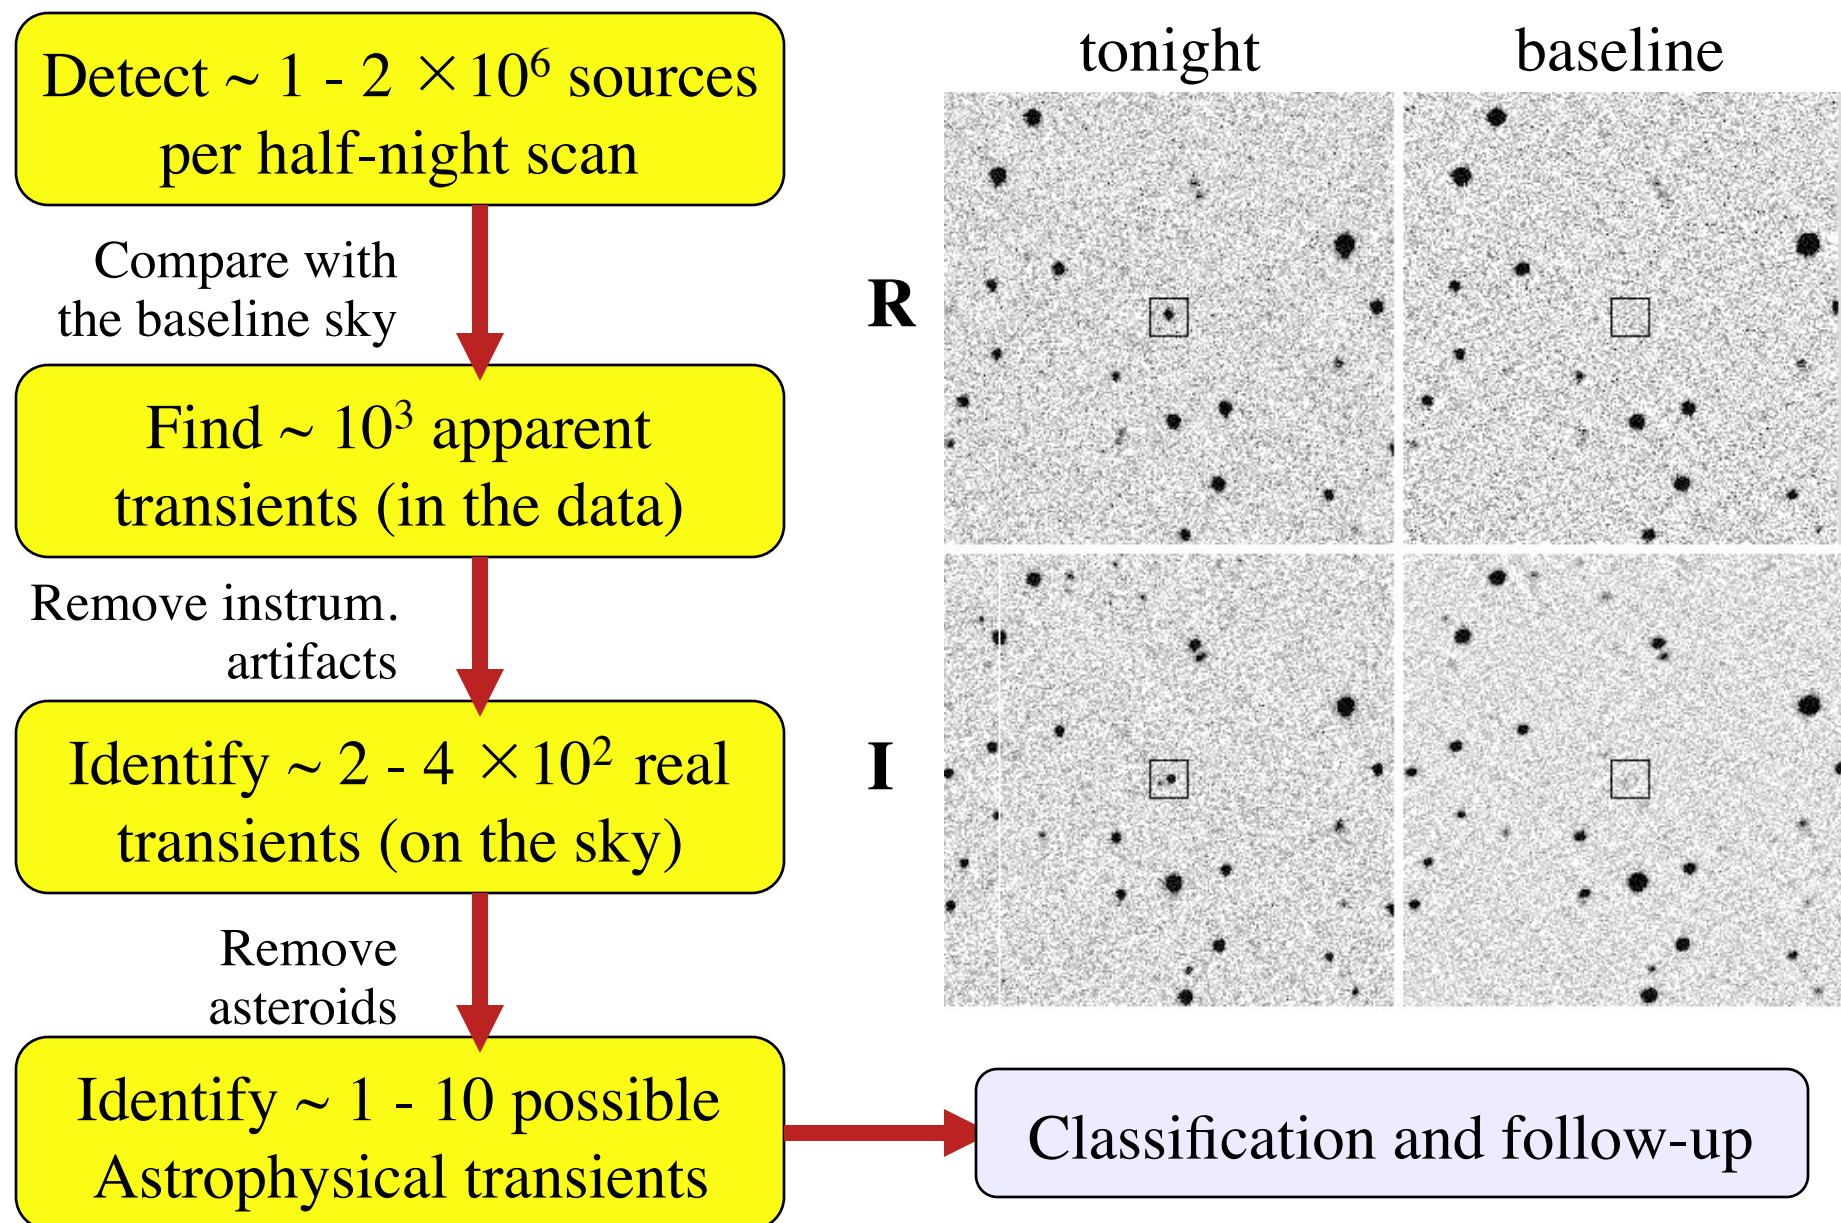 Detect ~ 1 - 2 ×10⁶ sources
per half-night scan
Compare with
the baseline sky
Find ~ 10³ apparent
transients (in the data)
Remove instrum.
artifacts
Identify ~ 2 - 4 ×10² real
transients (on the sky)
Remove
asteroids
Identify ~ 1 - 10 possible
Astrophysical transients
tonight
baseline
R
I
Classification and follow-up